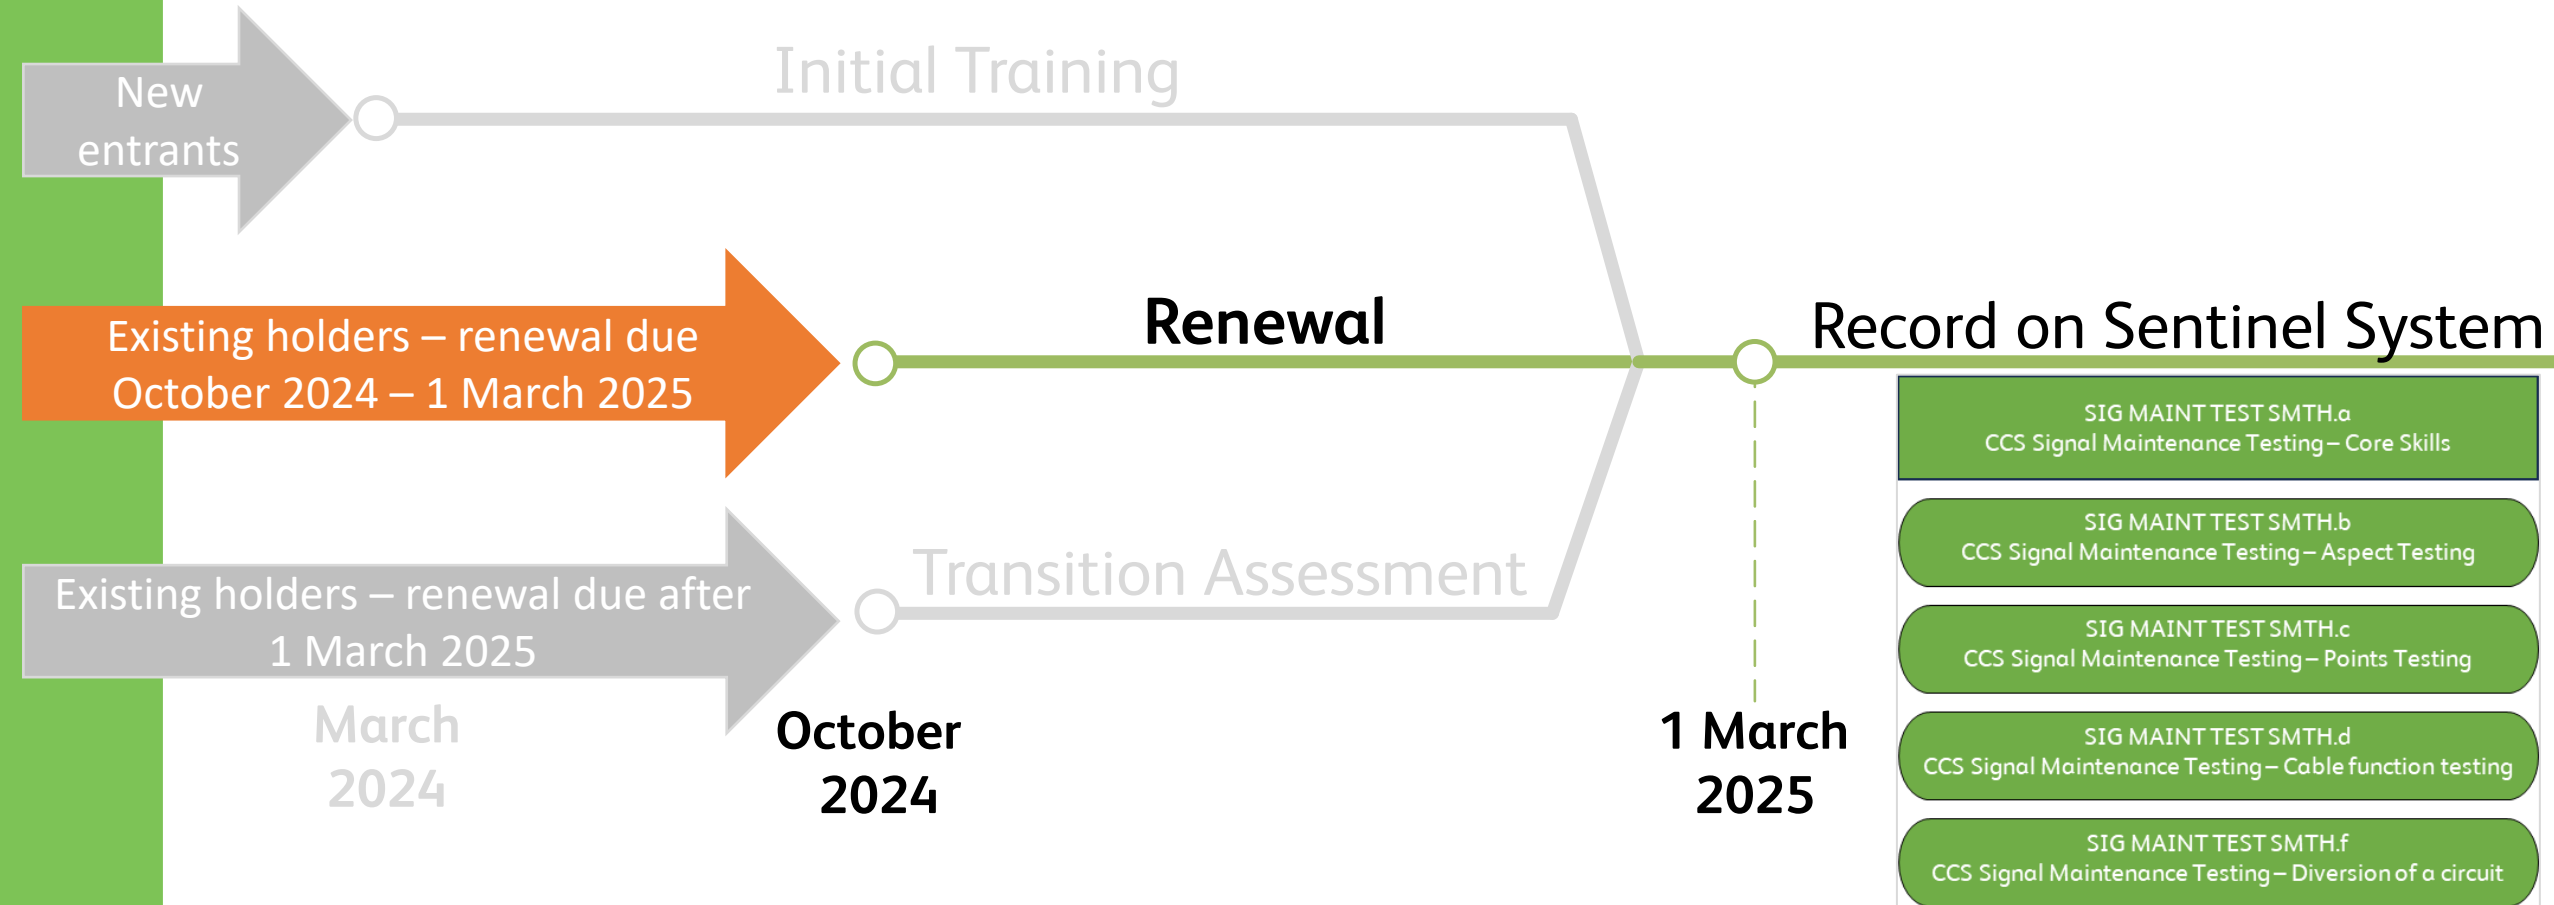 New
entrants
Initial Training
Existing holders – renewal due
October 2024 – 1 March 2025
Renewal
Record on Sentinel System
Existing holders – renewal due after
1 March 2025
Transition Assessment
March
2024
October
2024
1 March
2025
SIG MAINT TEST SMTH.a
CCS Signal Maintenance Testing – Core Skills
SIG MAINT TEST SMTH.b
CCS Signal Maintenance Testing – Aspect Testing
SIG MAINT TEST SMTH.c
CCS Signal Maintenance Testing – Points Testing
SIG MAINT TEST SMTH.d
CCS Signal Maintenance Testing – Cable function testing
SIG MAINT TEST SMTH.f
CCS Signal Maintenance Testing – Diversion of a circuit